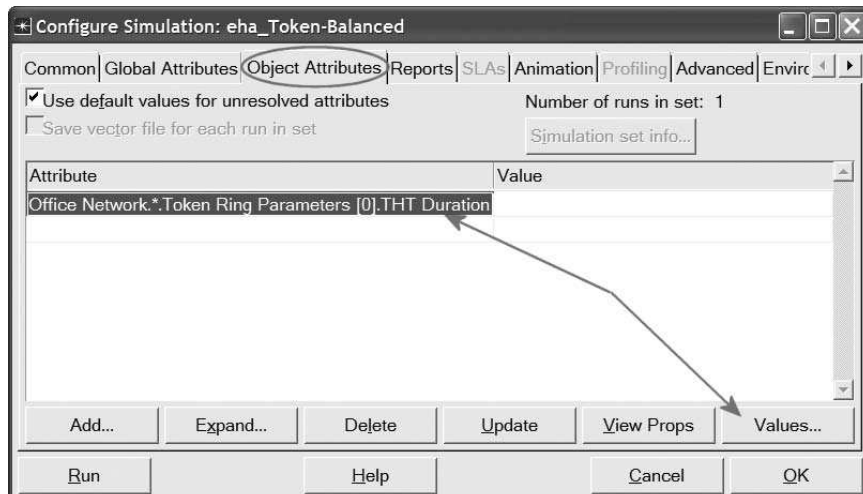 Configure Simulation: eha_Token-Balanced
Common Global Attributes Object Attributes Reports SLAs Animation Profiling Advanced Envirc
Use default values for unresolved attributes
Number of runs in set: 1
Save vector file for each run in set
Simulation set info...
Attribute Value
Office Network.*.Token Ring Parameters [0].THT Duration
Add... Expand... Delete Update View Props Values...
Run Help Cancel OK